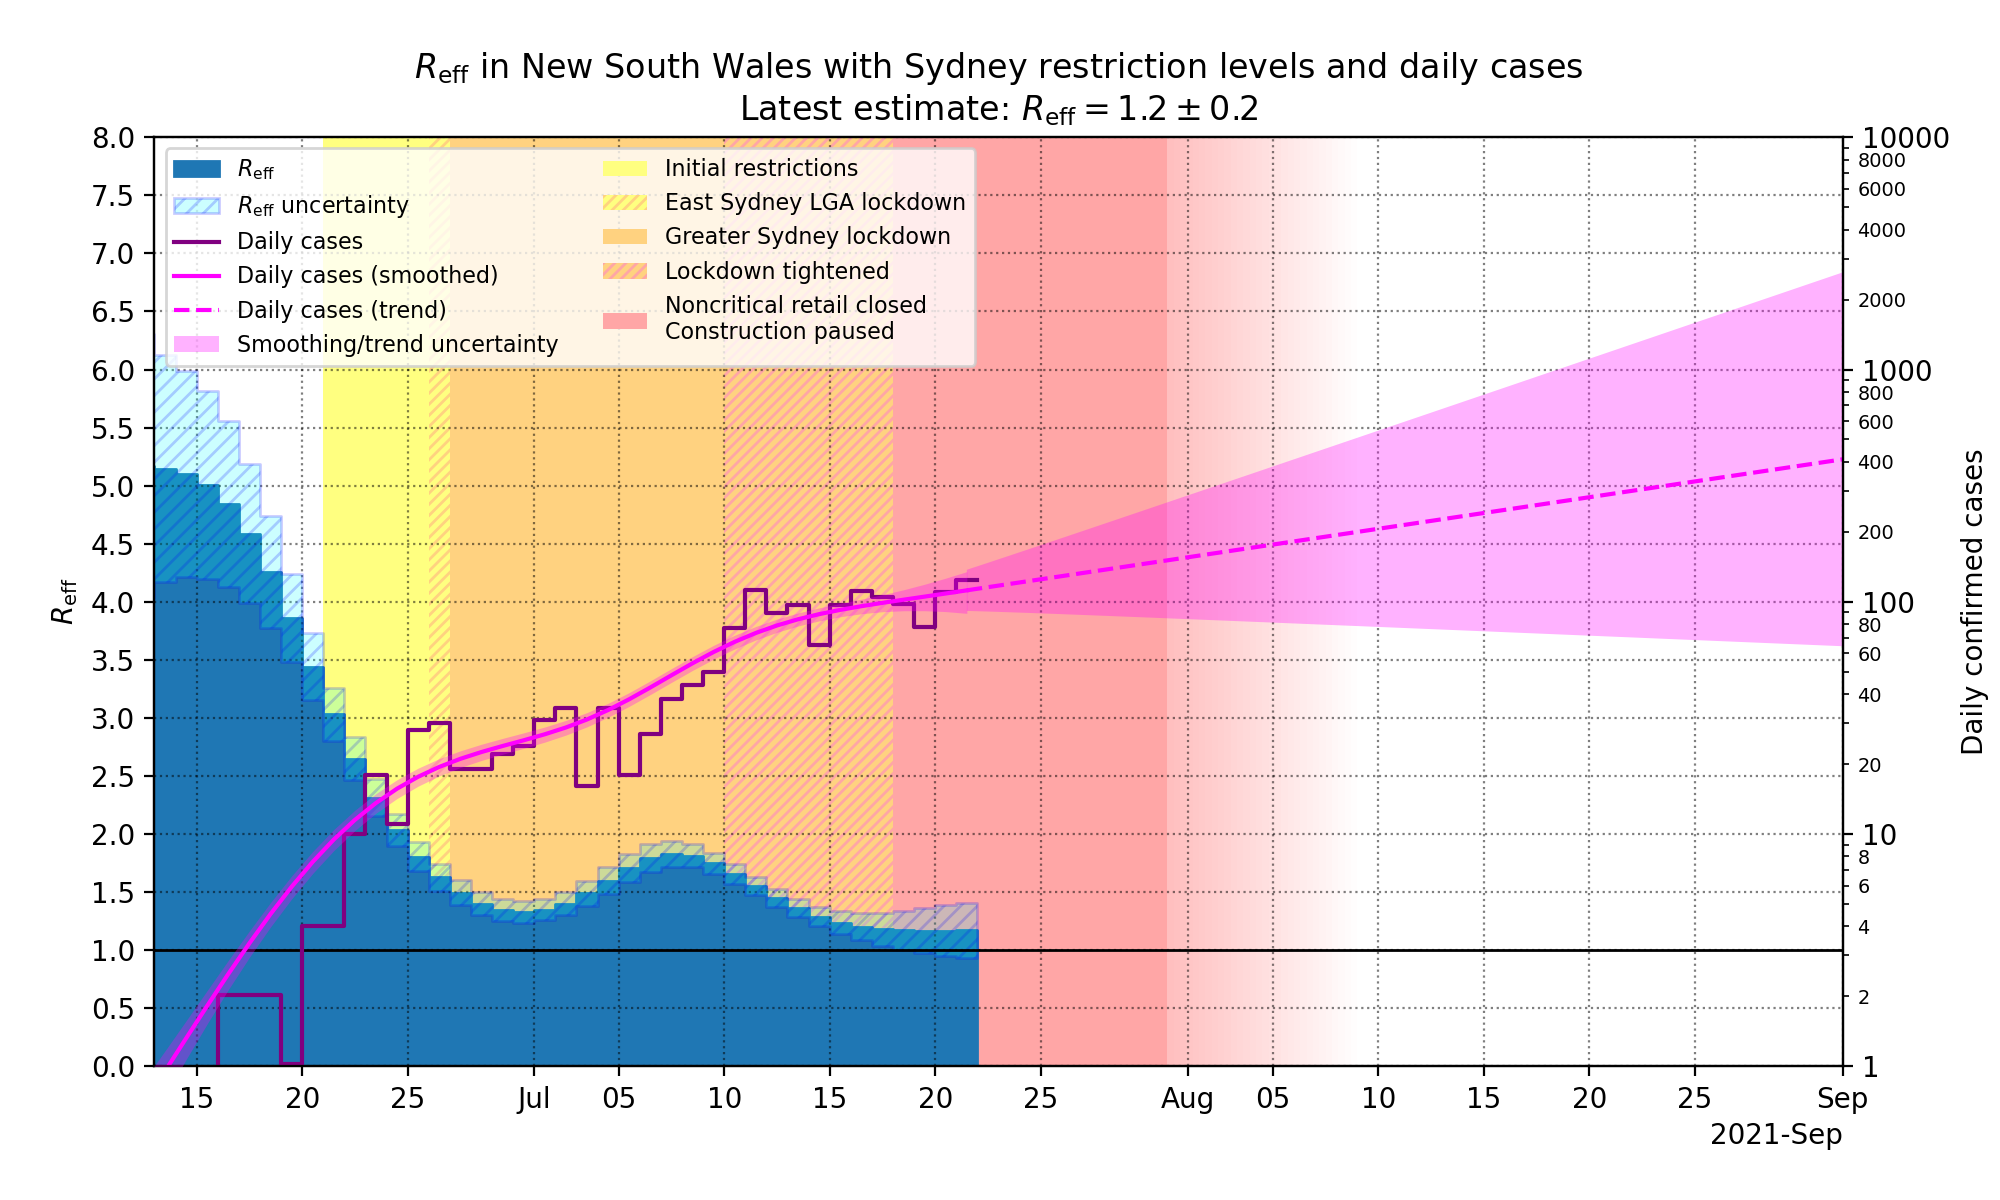 R_eff in New South Wales with Sydney restriction levels and daily cases
Latest estimate: R_eff = 1.2 ± 0.2
R_eff
R_eff uncertainty
Daily cases
Daily cases (smoothed)
Daily cases (trend)
Smoothing/trend uncertainty
Initial restrictions
East Sydney LGA lockdown
Greater Sydney lockdown
Lockdown tightened
Noncritical retail closed
Construction paused
8.0
7.5
7.0
6.5
6.0
5.5
5.0
4.5
4.0
3.5
3.0
2.5
2.0
1.5
1.0
0.5
0.0
R_eff
10000
8000
6000
4000
2000
1000
800
600
400
200
100
80
60
40
20
10
8
6
4
2
1
Daily confirmed cases
15 20 25 Jul 05 10 15 20 25 Aug 05 10 15 20 25 Sep
2021-Sep